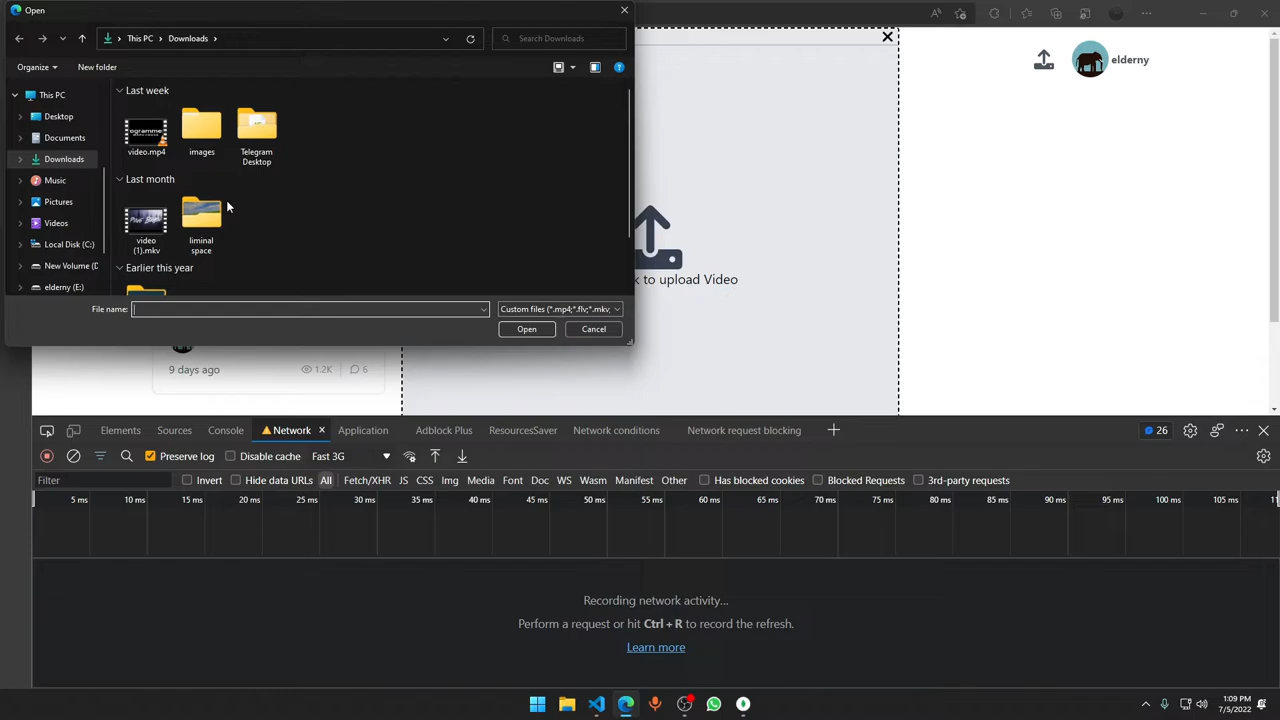 Open
This PC > Downloads >
Search Downloads
Organize
New folder
This PC
Desktop
Documents
Downloads
Music
Pictures
Videos
Local Disk (C:)
New Volume (D
elderny (E:)
Last week
ogramme
video.mp4
images
Telegram
Desktop
Last month
video
(1).mkv
liminal
space
Earlier this year
File name:
Custom files (*.mp4;*.flv;*.mkv;
Open
Cancel
elderny
k to upload Video
9 days ago
1.2K
6
Elements
Sources
Console
Network
Application
Adblock Plus
ResourcesSaver
Network conditions
Network request blocking
26
Preserve log
Disable cache
Fast 3G
Filter
Invert
Hide data URLs
All
Fetch/XHR
JS
CSS
Img
Media
Font
Doc
WS
Wasm
Manifest
Other
Has blocked cookies
Blocked Requests
3rd-party requests
5 ms
10 ms
15 ms
20 ms
25 ms
30 ms
35 ms
40 ms
45 ms
50 ms
55 ms
60 ms
65 ms
70 ms
75 ms
80 ms
85 ms
90 ms
95 ms
100 ms
105 ms
11
Recording network activity...
Perform a request or hit Ctrl + R to record the refresh.
Learn more
1:09 PM
7/5/2022